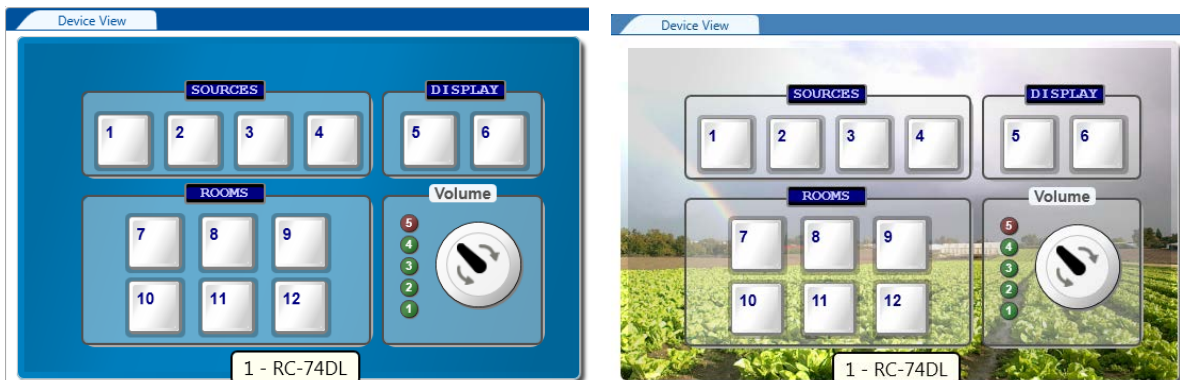 Device View
SOURCES
DISPLAY
1 2 3 4 5 6
ROOMS
Volume
7 8 9
5
4
3
2
1
10 11 12
1 - RC-74DL
Device View
SOURCES
DISPLAY
1 2 3 4 5 6
ROOMS
Volume
7 8 9
5
4
3
2
1
10 11 12
1 - RC-74DL